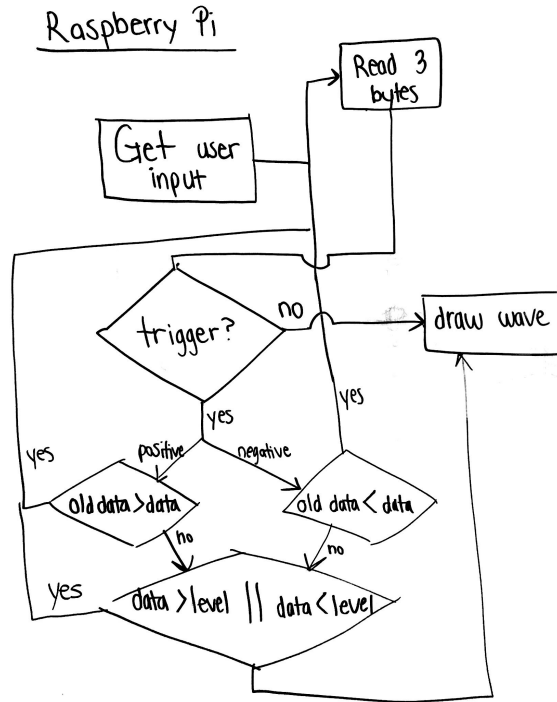 Raspberry Pi
Read 3
bytes
Get user
input
trigger?
no
draw wave
yes
yes
positive
negative
yes
old data > data
old data < data
no
no
yes
data > level || data < level